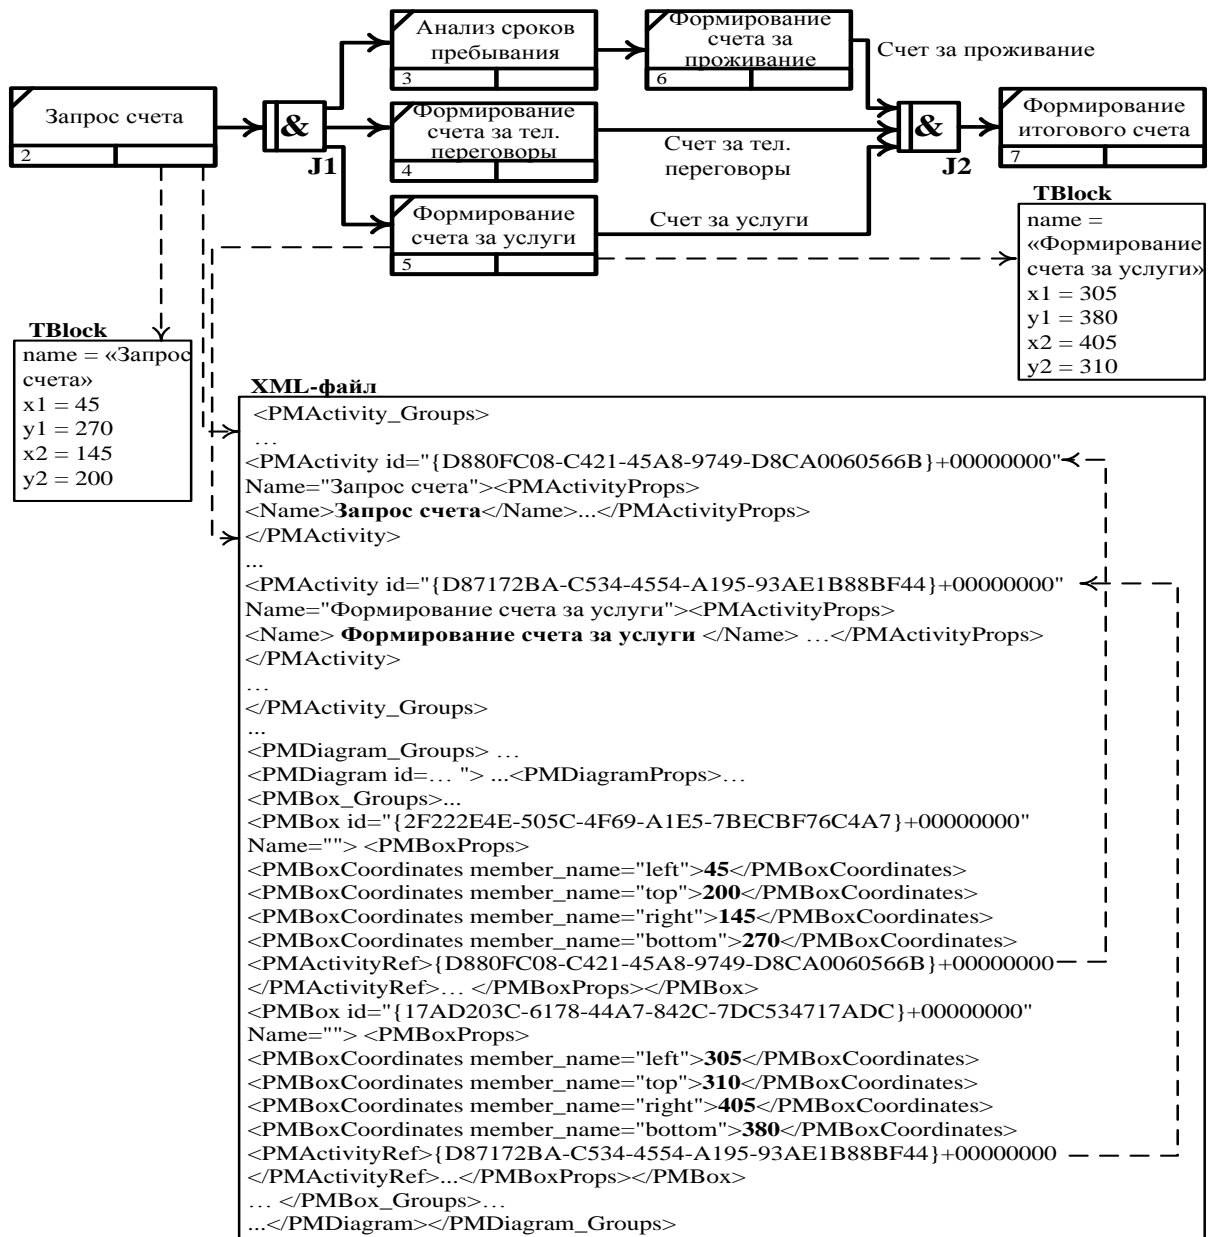 Анализ сроков
пребывания
3
Формирование
счета за
проживание
6
Счет за проживание
Запрос счета
2
&
J1
Формирование
счета за тел.
переговоры
4
Счет за тел.
переговоры
&
J2
Формирование
итогового счета
7
Формирование
счета за услуги
5
Счет за услуги
TBlock
name =
«Формирование
счета за услуги»
x1 = 305
y1 = 380
x2 = 405
y2 = 310
TBlock
name = «Запрос
счета»
x1 = 45
y1 = 270
x2 = 145
y2 = 200
XML-файл
<PMActivity_Groups>
...
<PMActivity id="{D880FC08-C421-45A8-9749-D8CA0060566B}+00000000"
Name="Запрос счета"><PMActivityProps>
<Name>Запрос счета</Name>...</PMActivityProps>
</PMActivity>
...
<PMActivity id="{D87172BA-C534-4554-A195-93AE1B88BF44}+00000000"
Name="Формирование счета за услуги"><PMActivityProps>
<Name> Формирование счета за услуги </Name> …</PMActivityProps>
</PMActivity>
…
</PMActivity_Groups>
...
<PMDiagram_Groups> …
<PMDiagram id=… "> ...<PMDiagramProps>…
<PMBox_Groups>...
<PMBox id="{2F222E4E-505C-4F69-A1E5-7BECBF76C4A7}+00000000"
Name=""> <PMBoxProps>
<PMBoxCoordinates member_name="left">45</PMBoxCoordinates>
<PMBoxCoordinates member_name="top">200</PMBoxCoordinates>
<PMBoxCoordinates member_name="right">145</PMBoxCoordinates>
<PMBoxCoordinates member_name="bottom">270</PMBoxCoordinates>
<PMActivityRef>{D880FC08-C421-45A8-9749-D8CA0060566B}+00000000
</PMActivityRef>… </PMBoxProps></PMBox>
<PMBox id="{17AD203C-6178-44A7-842C-7DC534717ADC}+00000000"
Name=""> <PMBoxProps>
<PMBoxCoordinates member_name="left">305</PMBoxCoordinates>
<PMBoxCoordinates member_name="top">310</PMBoxCoordinates>
<PMBoxCoordinates member_name="right">405</PMBoxCoordinates>
<PMBoxCoordinates member_name="bottom">380</PMBoxCoordinates>
<PMActivityRef>{D87172BA-C534-4554-A195-93AE1B88BF44}+00000000
</PMActivityRef>...</PMBoxProps></PMBox>
… </PMBox_Groups>…
...</PMDiagram></PMDiagram_Groups>